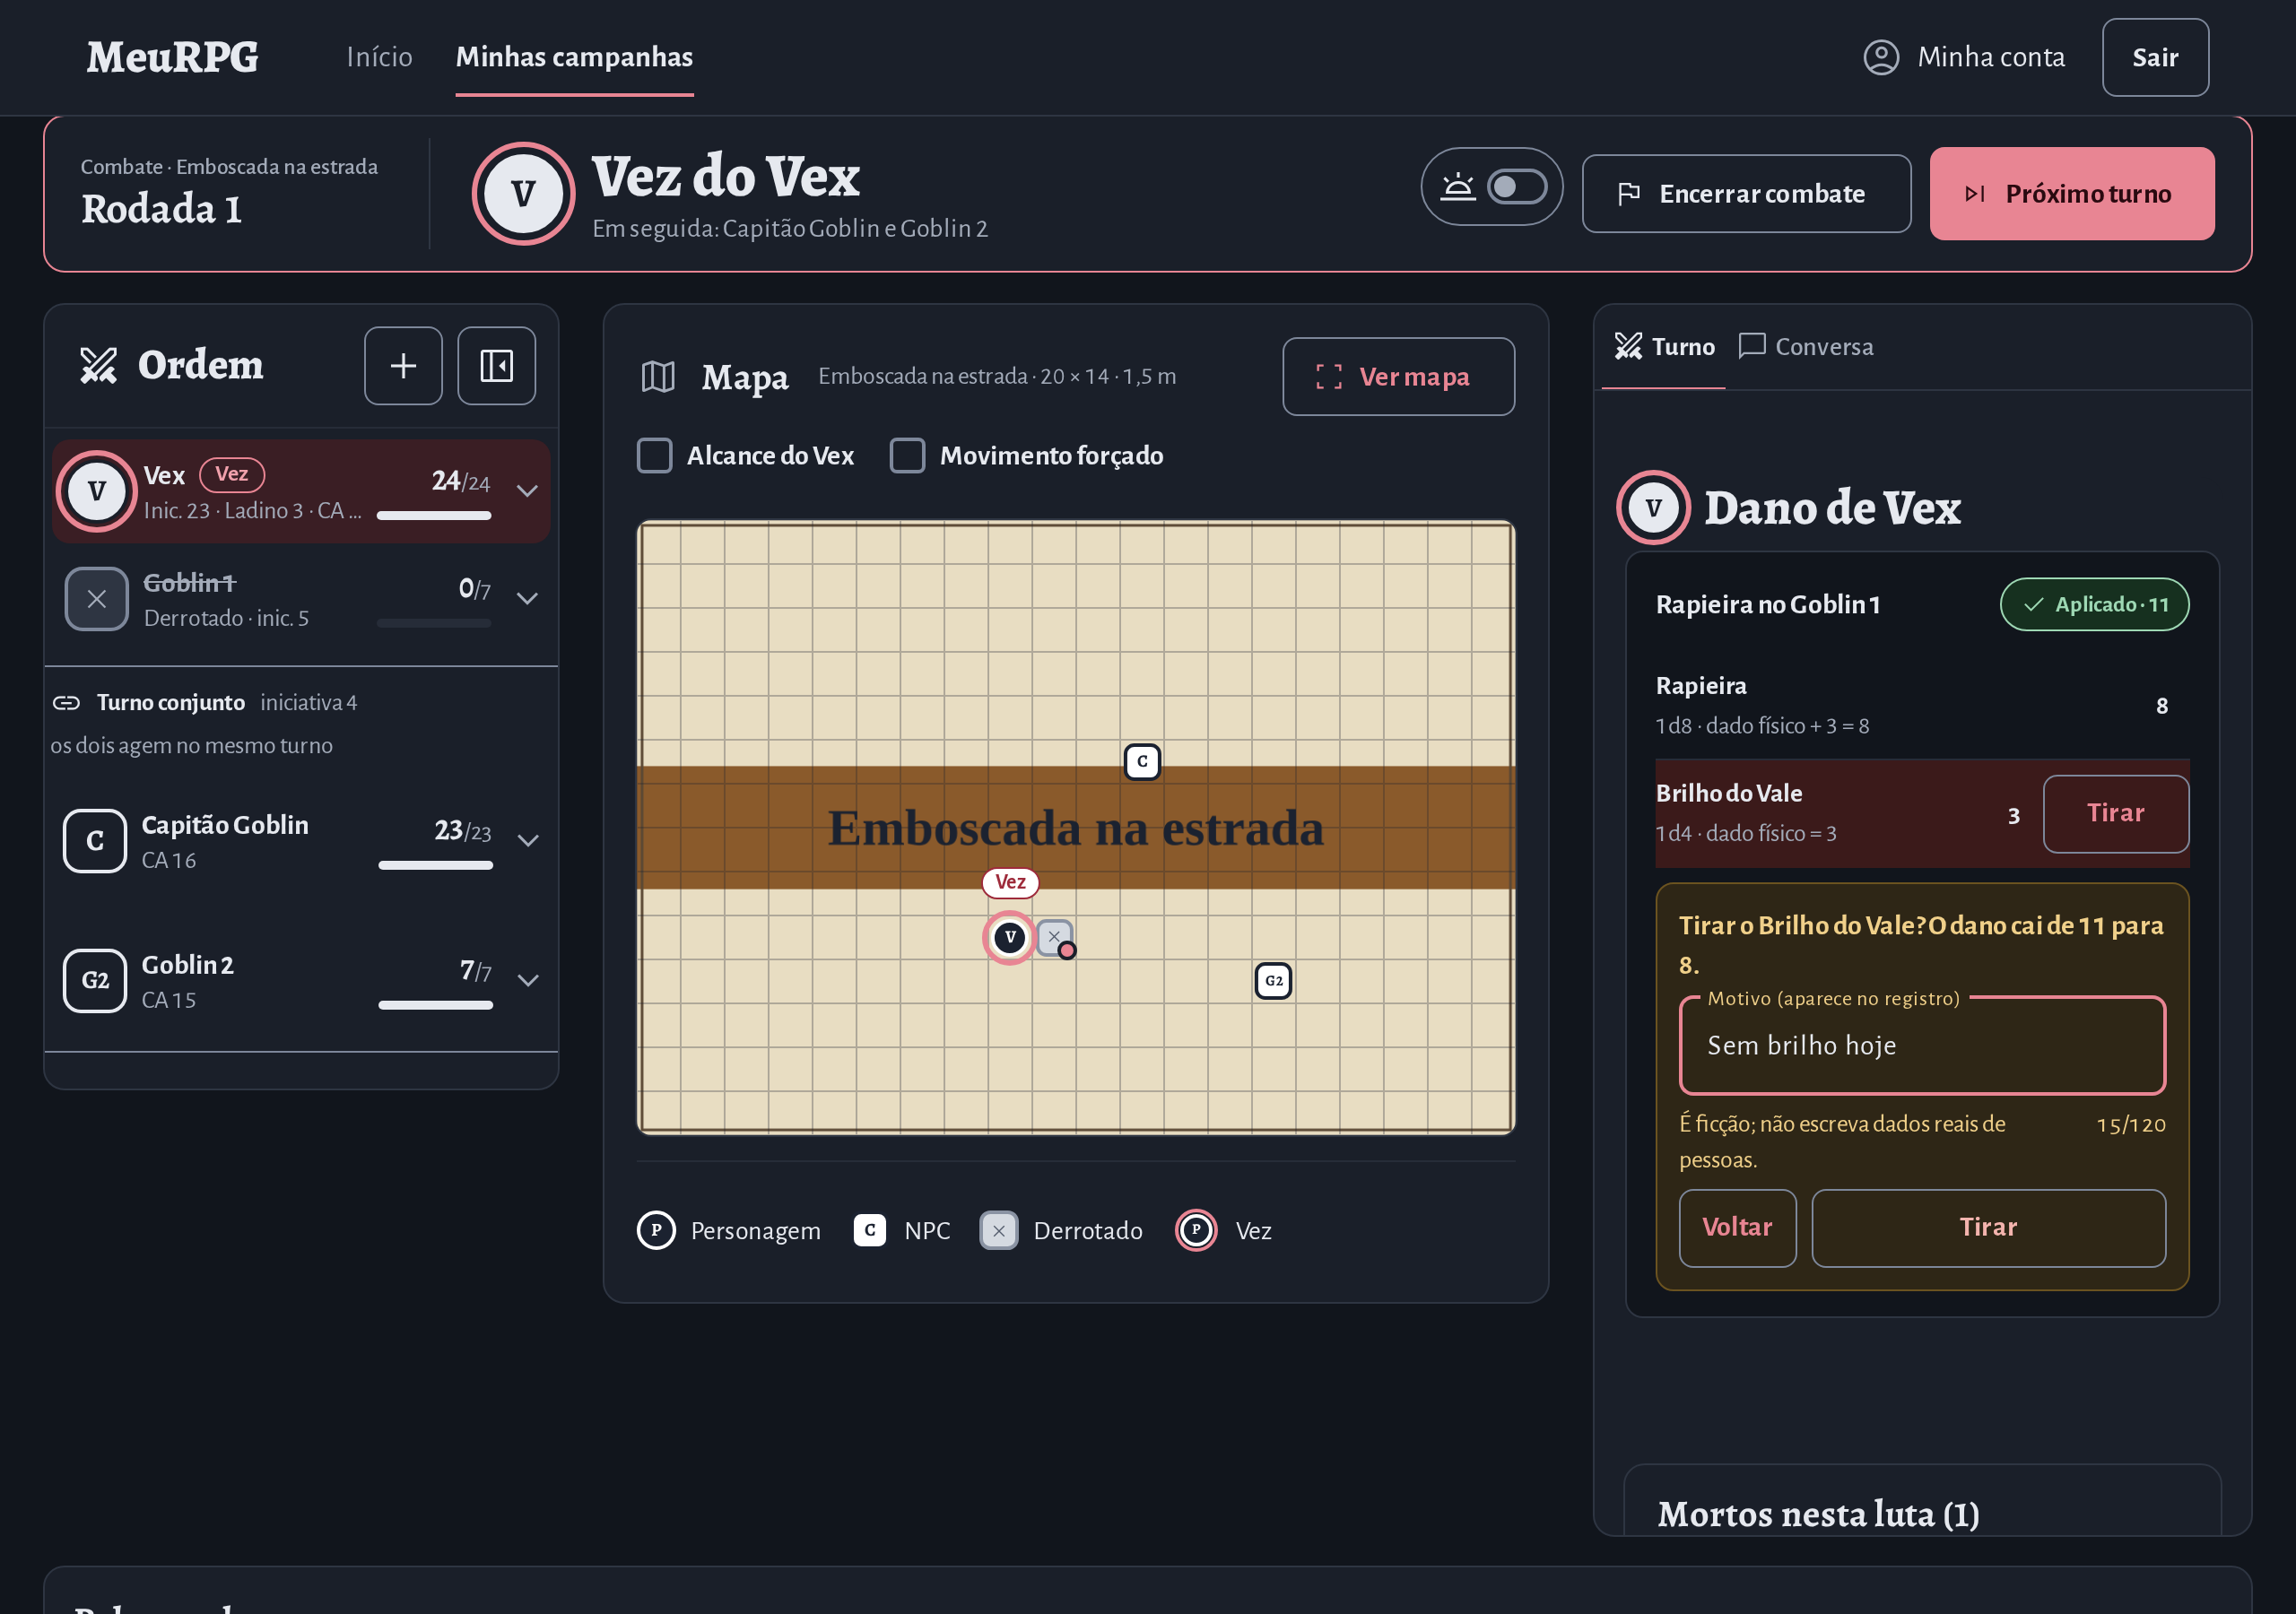 MeuRPG
Início
Minhas campanhas
Minha conta
Sair
Combate · Emboscada na estrada
Rodada 1
V
Vez do Vex
Em seguida: Capitão Goblin e Goblin 2
Encerrar combate
Próximo turno
Ordem
V
Vex
Vez
Inic. 23 · Ladino 3 · CA ...
24/24
Goblin 1
Derrotado · inic. 5
0/7
Turno conjunto
iniciativa 4
os dois agem no mesmo turno
C
Capitão Goblin
CA 16
23/23
G2
Goblin 2
CA 15
7/7
Mapa
Emboscada na estrada · 20 × 14 · 1,5 m
Ver mapa
Alcance do Vex
Movimento forçado
C
Emboscada na estrada
Vez
V
G2
P
Personagem
C
NPC
Derrotado
P
Vez
Turno
Conversa
V
Dano de Vex
Rapieira no Goblin 1
Aplicado · 11
Rapieira
1d8 · dado físico + 3 = 8
8
Brilho do Vale
1d4 · dado físico = 3
3
Tirar
Tirar o Brilho do Vale? O dano cai de 11 para
8.
Motivo (aparece no registro)
Sem brilho hoje
É ficção; não escreva dados reais de
pessoas.
15/120
Voltar
Tirar
Mortos nesta luta (1)